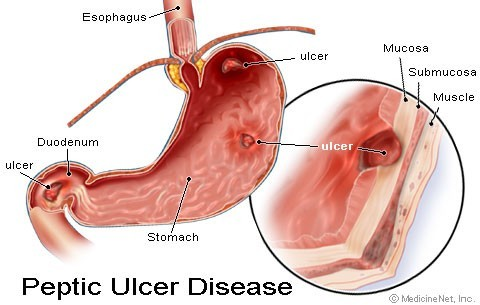 Esophagus
ulcer
Mucosa
Submucosa
Muscle
Duodenum
ulcer
ulcer
Stomach
Peptic Ulcer Disease
© MedicineNet, Inc.